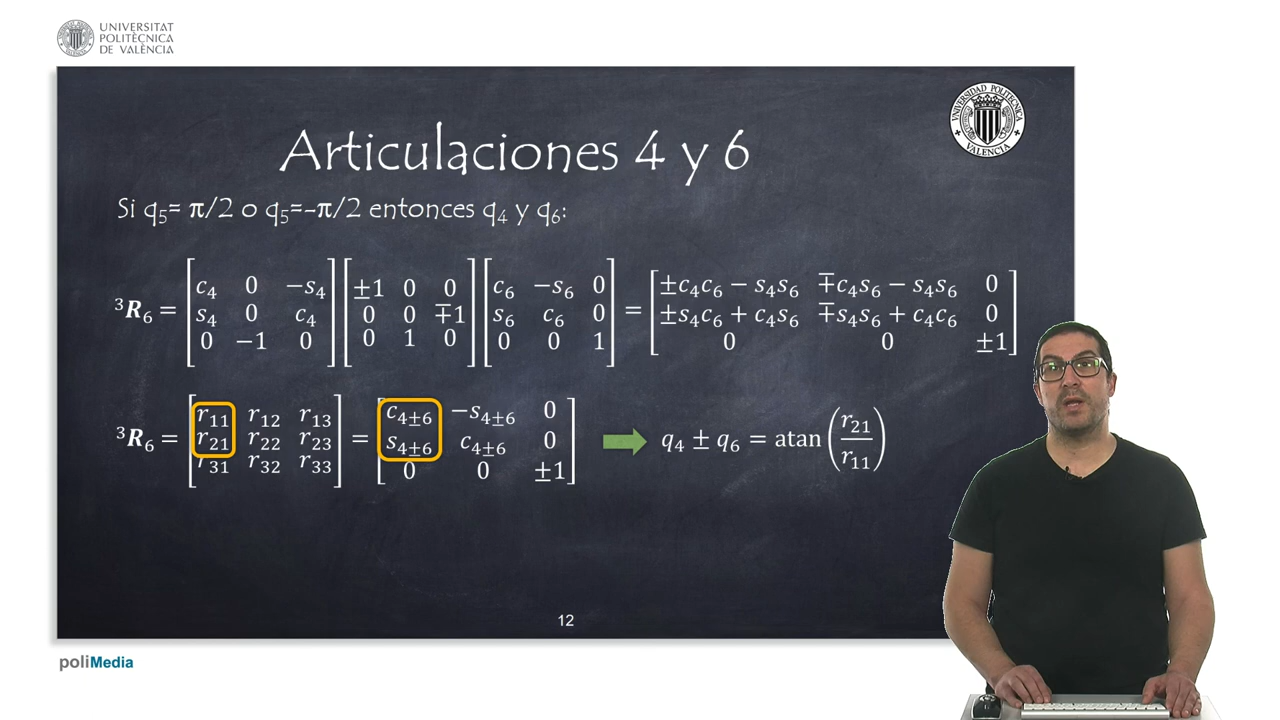 UNIVERSITAT
POLITÈCNICA
DE VALÈNCIA
UNIVERSIDAD POLITECNICA
VALENCIA
Articulaciones 4 y 6
Si q₅= π/2 o q₅=-π/2 entonces q₄ y q₆:
³R₆ = [c₄ 0 −s₄; s₄ 0 c₄; 0 −1 0] [±1 0 0; 0 0 ∓1; 0 1 0] [c₆ −s₆ 0; s₆ c₆ 0; 0 0 1] = [±c₄c₆ − s₄s₆ ∓c₄s₆ − s₄s₆ 0; ±s₄c₆ + c₄s₆ ∓s₄s₆ + c₄c₆ 0; 0 0 ±1]
³R₆ = [r₁₁ r₁₂ r₁₃; r₂₁ r₂₂ r₂₃; r₃₁ r₃₂ r₃₃] = [c₄±₆ −s₄±₆ 0; s₄±₆ c₄±₆ 0; 0 0 ±1] q₄ ± q₆ = atan(r₂₁/r₁₁)
12
poliMedia